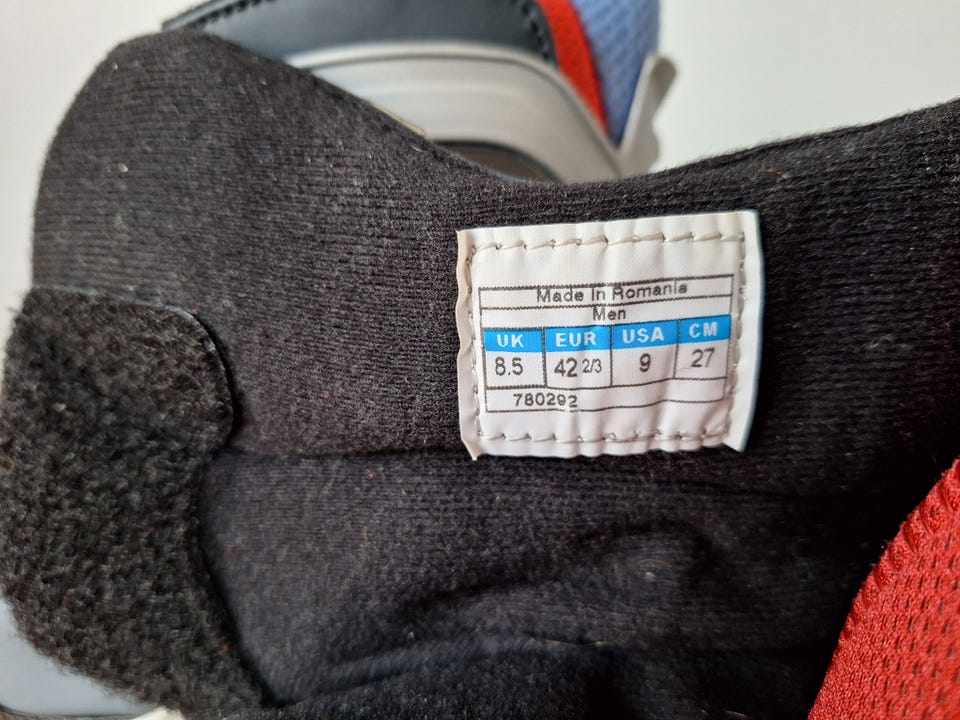 Made In Romania
Men
UK EUR USA CM
8.5 42 2/3 9 27
780292